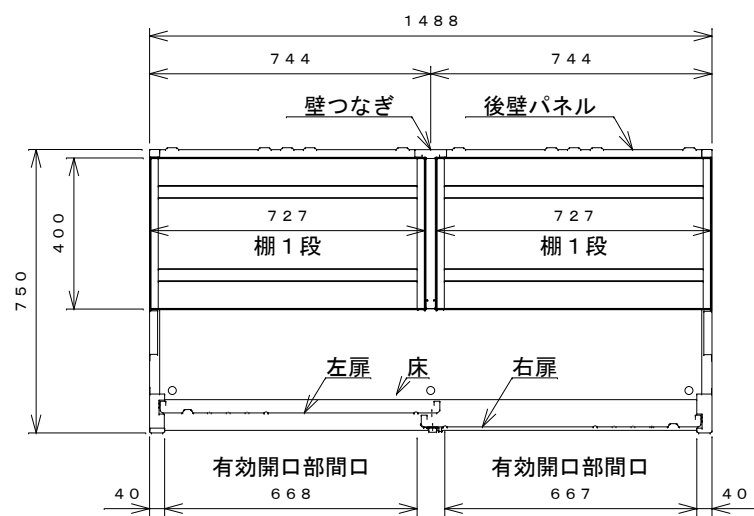 1488
744 744
壁つなぎ 後壁パネル
727 727
棚1段 棚1段
400
750
左扉 床 右扉
有効開口部間口 有効開口部間口
40 668 667 40